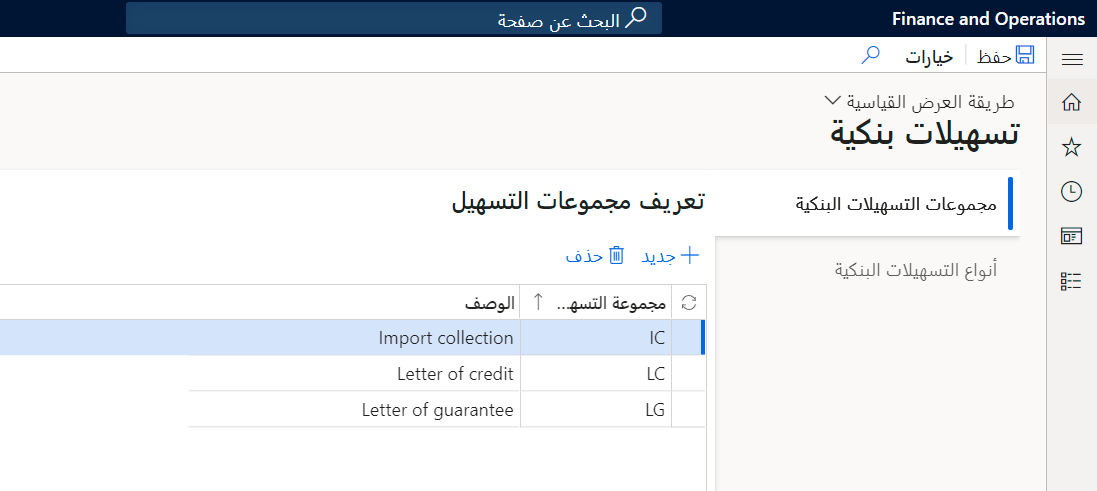 Finance and Operations
البحث عن صفحة
حفظ
خيارات
طريقة العرض القياسية
تسهيلات بنكية
مجموعات التسهيلات البنكية
أنواع التسهيلات البنكية
تعريف مجموعات التسهيل
جديد حذف
مجموعة التسه... الوصف
IC Import collection
LC Letter of credit
LG Letter of guarantee